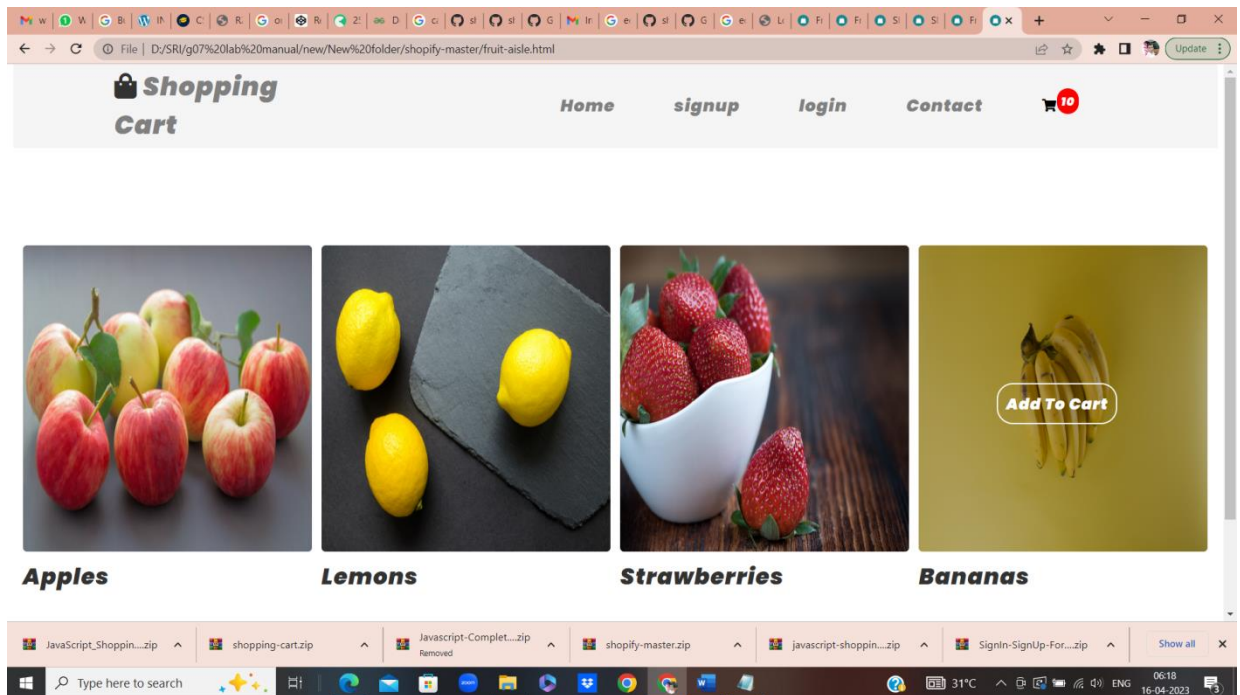 File | D:/SRI/g07%20lab%20manual/new/New%20folder/shopify-master/fruit-aisle.html
Update
Shopping
Cart
Home signup login Contact 10
Add To Cart
Apples Lemons Strawberries Bananas
JavaScript_Shoppin....zip shopping-cart.zip Javascript-Complet....zip shopify-master.zip javascript-shoppin....zip SignIn-SignUp-For....zip Show all
Removed
Type here to search 31°C ENG 06:18
16-04-2023